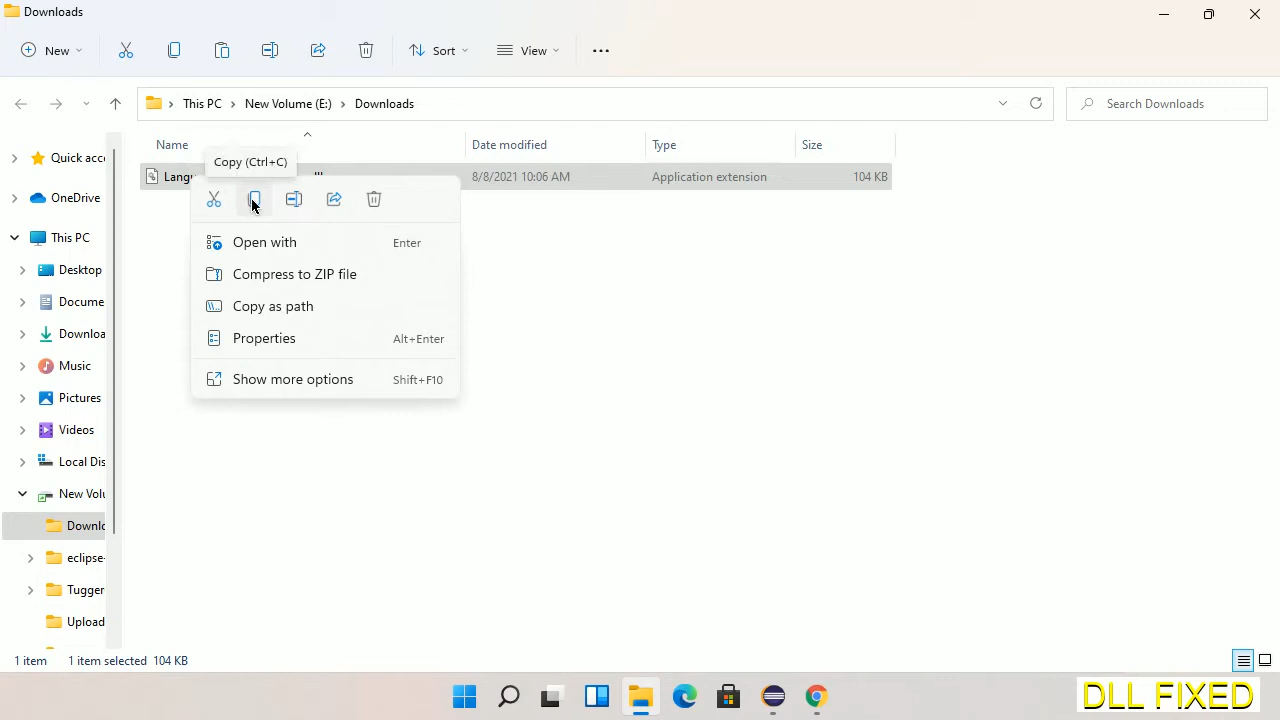 Downloads
New
Sort
View
This PC
New Volume (E:)
Downloads
Search Downloads
Name
Date modified
Type
Size
Copy (Ctrl+C)
8/8/2021 10:06 AM
Application extension
104 KB
Quick acc
OneDrive
This PC
Desktop
Docume
Downloa
Music
Pictures
Videos
Local Dis
New Volu
Downlo
eclipse-
Tugger
Upload
Open with Enter
Compress to ZIP file
Copy as path
Properties Alt+Enter
Show more options Shift+F10
1 item 1 item selected 104 KB
DLL FIXED